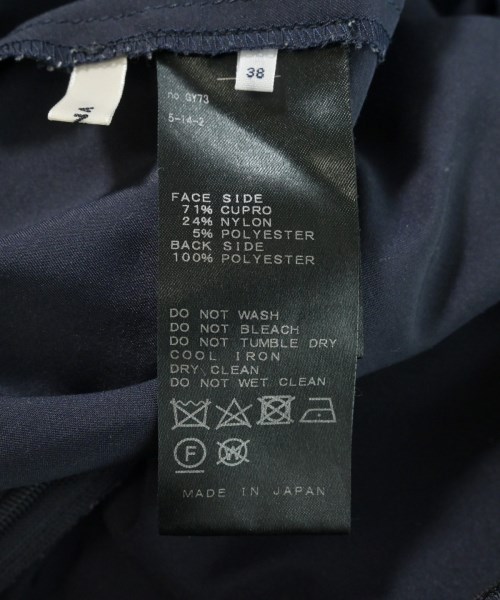 38
no GY73
5-14-2
FACE SIDE
71% CUPRO
24% NYLON
5% POLYESTER
BACK SIDE
100% POLYESTER
DO NOT WASH
DO NOT BLEACH
DO NOT TUMBLE DRY
COOL IRON
DRY CLEAN
DO NOT WET CLEAN
F W
MADE IN JAPAN